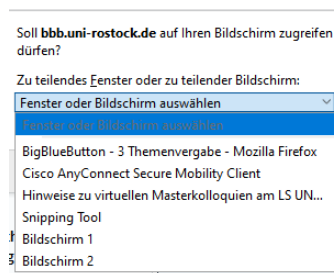 Soll bbb.uni-rostock.de auf Ihren Bildschirm zugreifen
dürfen?
Zu teilendes Fenster oder zu teilender Bildschirm:
Fenster oder Bildschirm auswählen
Fenster oder Bildschirm auswählen
BigBlueButton - 3 Themenvergabe - Mozilla Firefox
Cisco AnyConnect Secure Mobility Client
Hinweise zu virtuellen Masterkolloquien am LS UN...
Snipping Tool
Bildschirm 1
Bildschirm 2